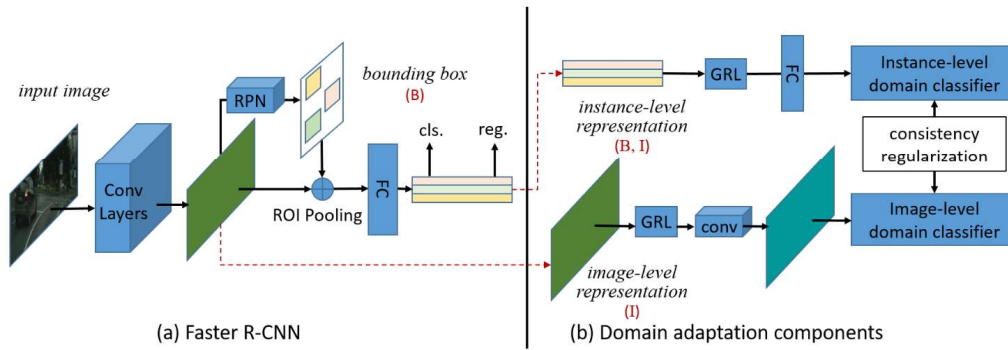 input image
Conv
Layers
RPN
bounding box
(B)
ROI Pooling
FC
cls.
reg.
(a) Faster R-CNN
instance-level
representation
(B, I)
GRL
FC
Instance-level
domain classifier
consistency
regularization
image-level
representation
(I)
GRL
conv
Image-level
domain classifier
(b) Domain adaptation components